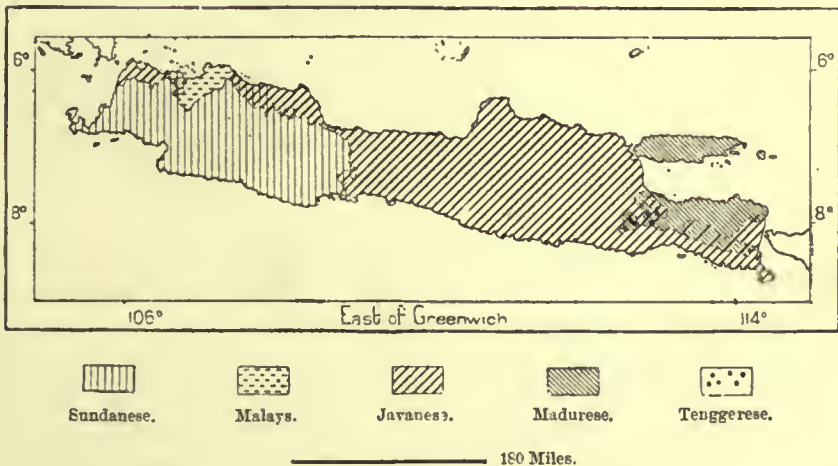 6°
6°
8°
8°
106°
East of Greenwich
114°
Sundanese.
Malays.
Javanese.
Madurese.
Tenggerese.
180 Miles.